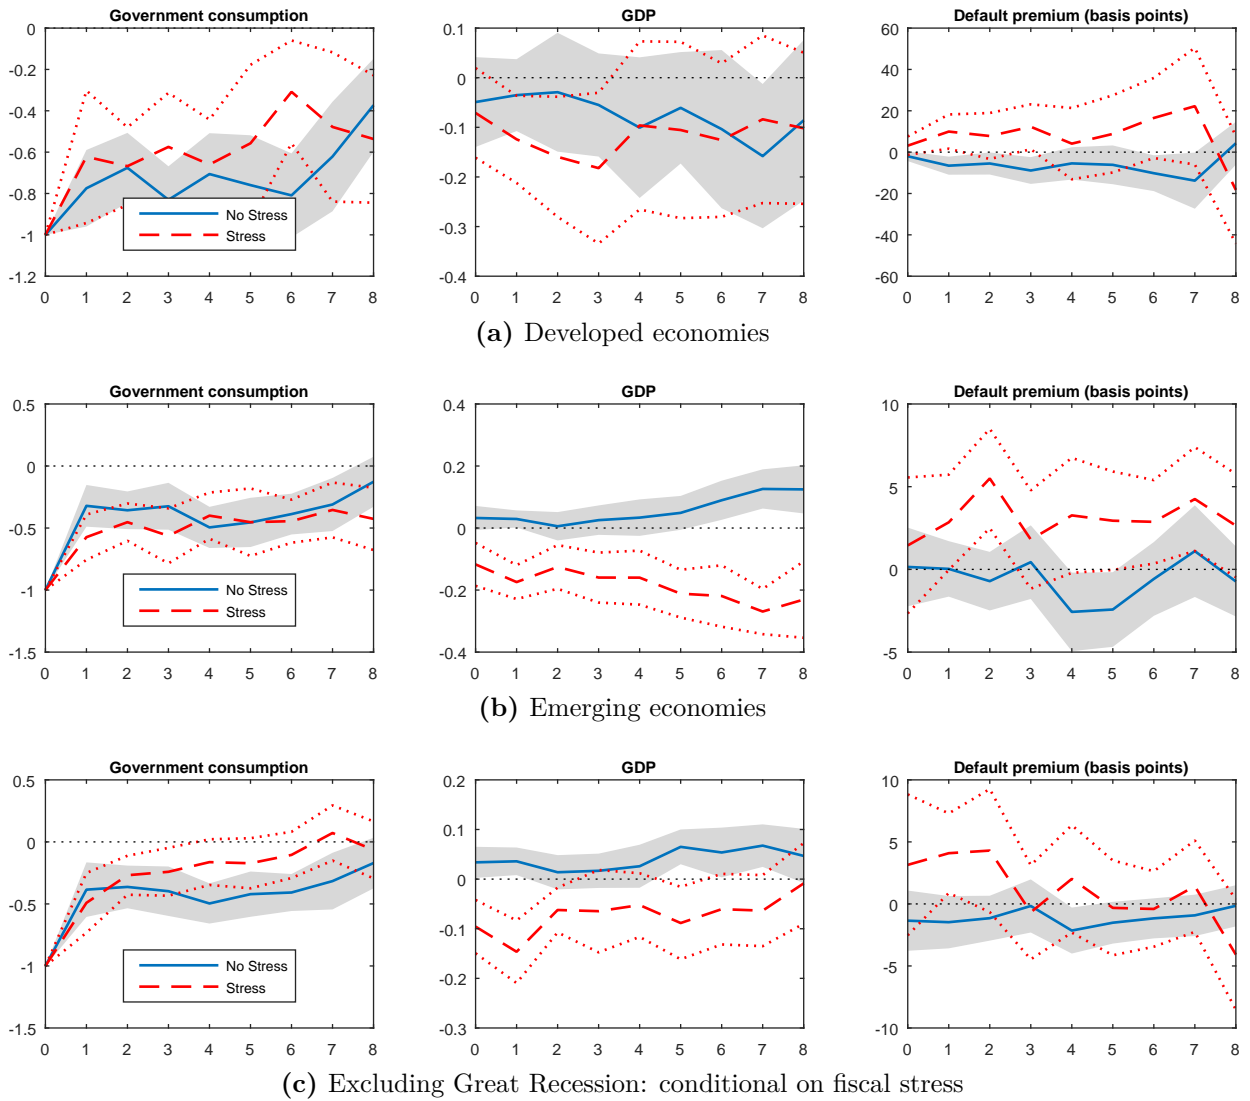 Government consumption
0
-0.2
-0.4
-0.6
-0.8
-1
-1.2
0 1 2 3 4 5 6 7 8
No Stress
Stress
GDP
0.1
0
-0.1
-0.2
-0.3
-0.4
0 1 2 3 4 5 6 7 8
Default premium (basis points)
60
40
20
0
-20
-40
-60
0 1 2 3 4 5 6 7 8
(a) Developed economies
Government consumption
0.5
0
-0.5
-1
-1.5
0 1 2 3 4 5 6 7 8
No Stress
Stress
GDP
0.4
0.2
0
-0.2
-0.4
0 1 2 3 4 5 6 7 8
Default premium (basis points)
10
5
0
-5
0 1 2 3 4 5 6 7 8
(b) Emerging economies
Government consumption
0.5
0
-0.5
-1
-1.5
0 1 2 3 4 5 6 7 8
No Stress
Stress
GDP
0.2
0.1
0
-0.1
-0.2
-0.3
0 1 2 3 4 5 6 7 8
Default premium (basis points)
10
5
0
-5
-10
0 1 2 3 4 5 6 7 8
(c) Excluding Great Recession: conditional on fiscal stress